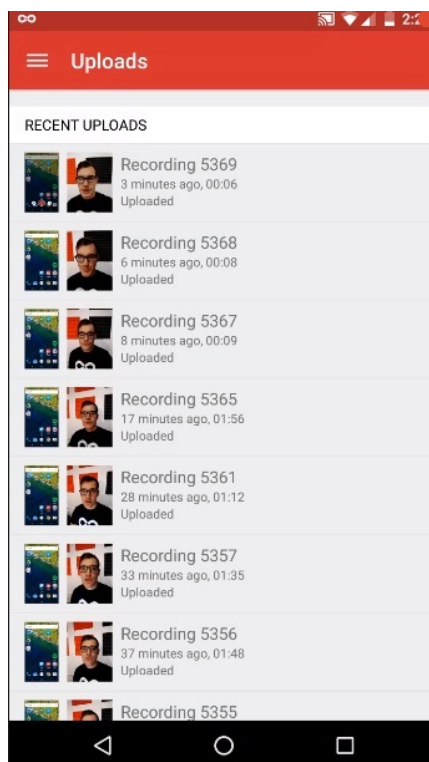 Uploads
RECENT UPLOADS
Recording 5369
3 minutes ago, 00:06
Uploaded
Recording 5368
6 minutes ago, 00:08
Uploaded
Recording 5367
8 minutes ago, 00:09
Uploaded
Recording 5365
17 minutes ago, 01:56
Uploaded
Recording 5361
28 minutes ago, 01:12
Uploaded
Recording 5357
33 minutes ago, 01:35
Uploaded
Recording 5356
37 minutes ago, 01:48
Uploaded
Recording 5355